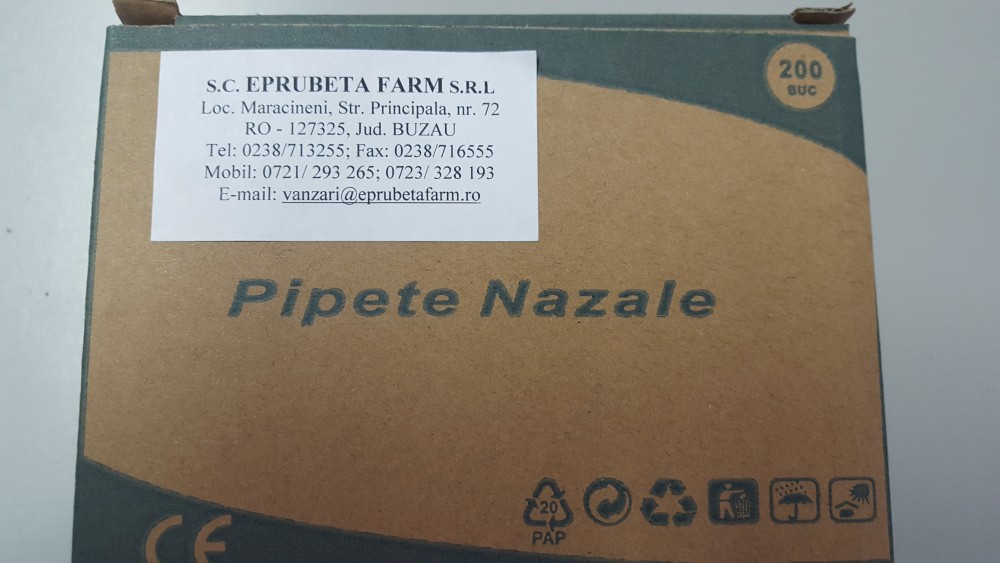 S.C. EPRUBETA FARM S.R.L
Loc. Maracineni, Str. Principala, nr. 72
RO - 127325, Jud. BUZAU
Tel: 0238/713255; Fax: 0238/716555
Mobil: 0721/ 293 265; 0723/ 328 193
E-mail: vanzari@eprubetafarm.ro
200
BUC
Pipete Nazale
20
PAP
CE